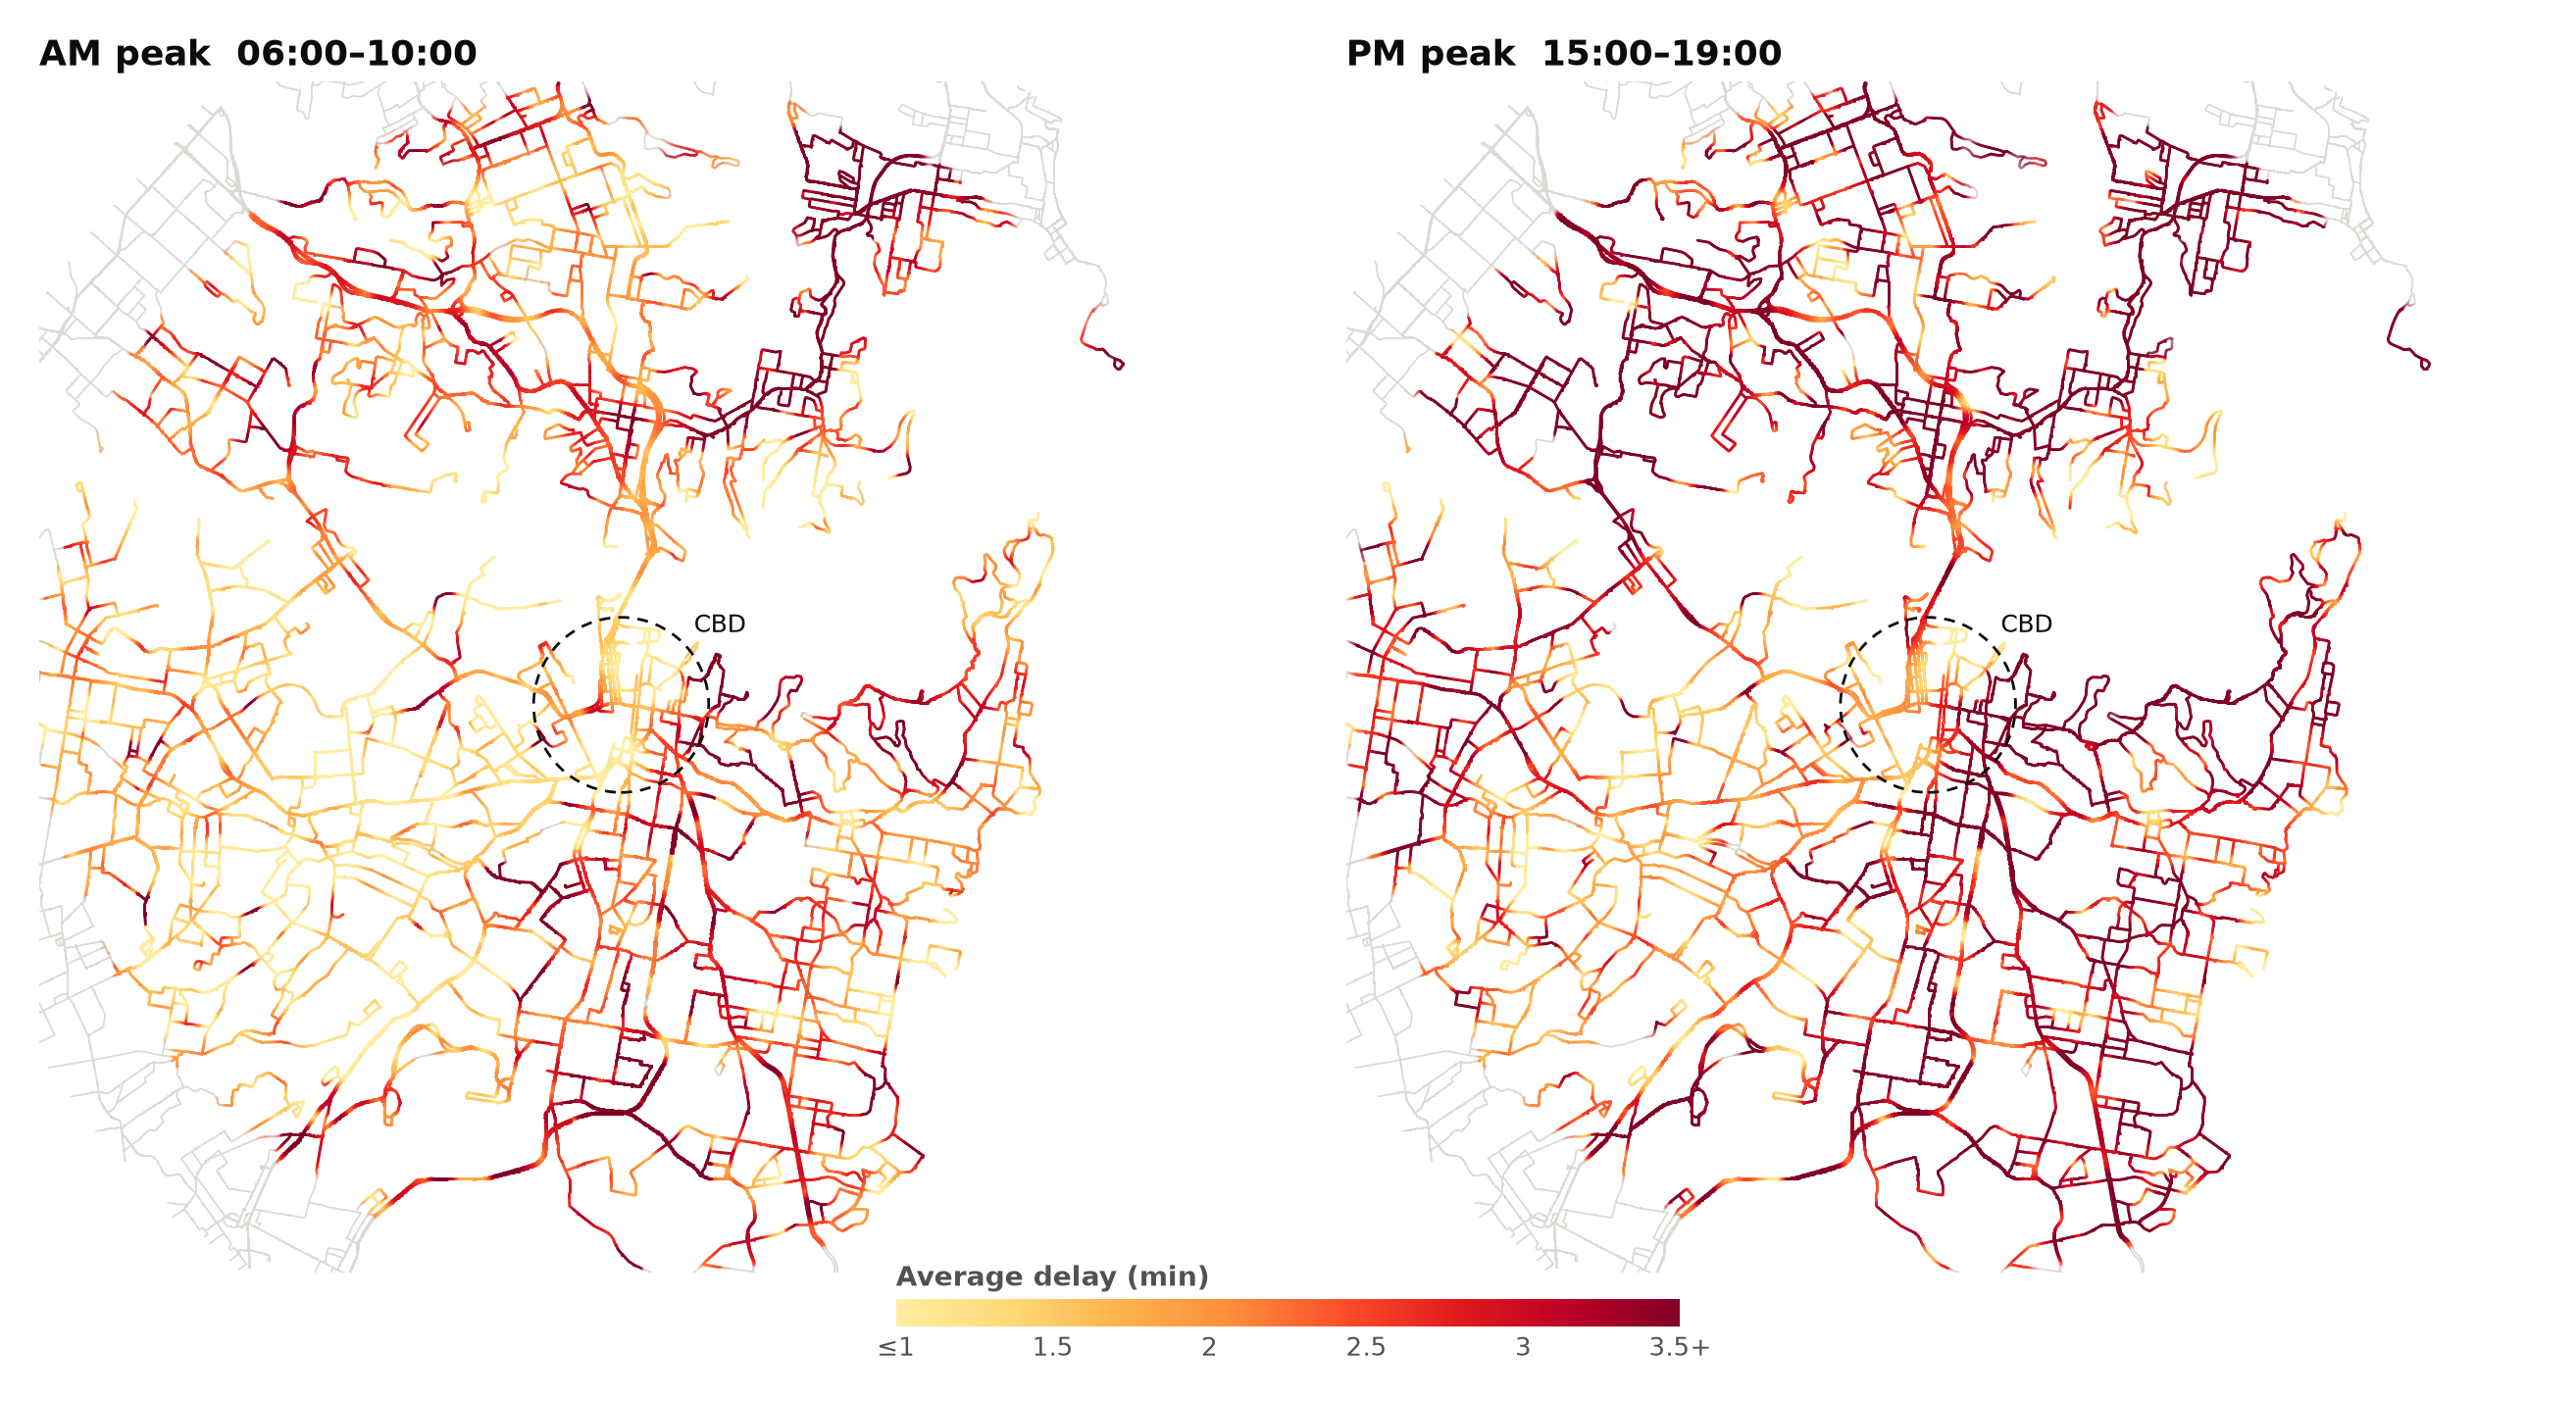 AM peak  06:00–10:00
PM peak  15:00–19:00
CBD
CBD
Average delay (min)
≤1 1.5 2 2.5 3 3.5+